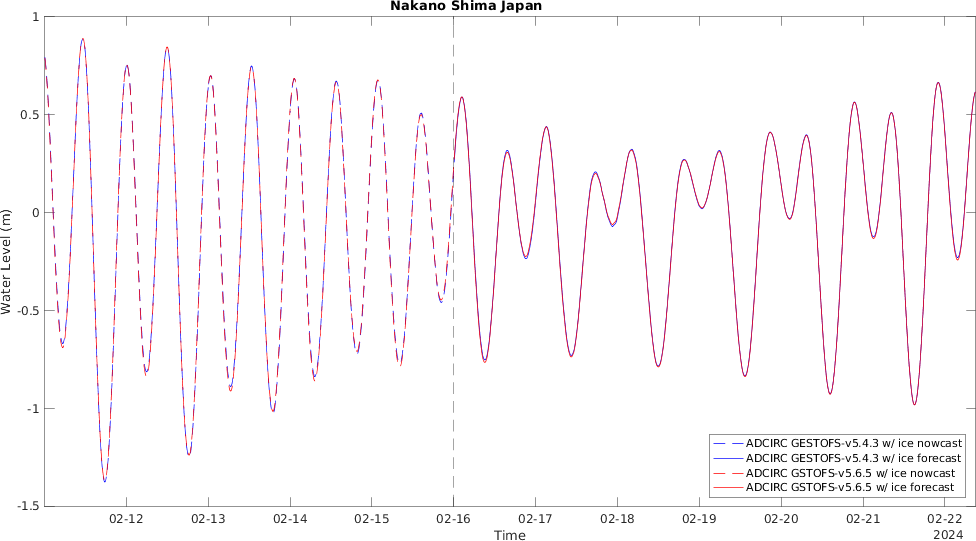 Nakano Shima Japan
1
0.5
0
-0.5
-1
-1.5
Water Level (m)
ADCIRC GESTOFS-v5.4.3 w/ ice nowcast
ADCIRC GESTOFS-v5.4.3 w/ ice forecast
ADCIRC GSTOFS-v5.6.5 w/ ice nowcast
ADCIRC GSTOFS-v5.6.5 w/ ice forecast
02-12 02-13 02-14 02-15 02-16 02-17 02-18 02-19 02-20 02-21 02-22
2024
Time